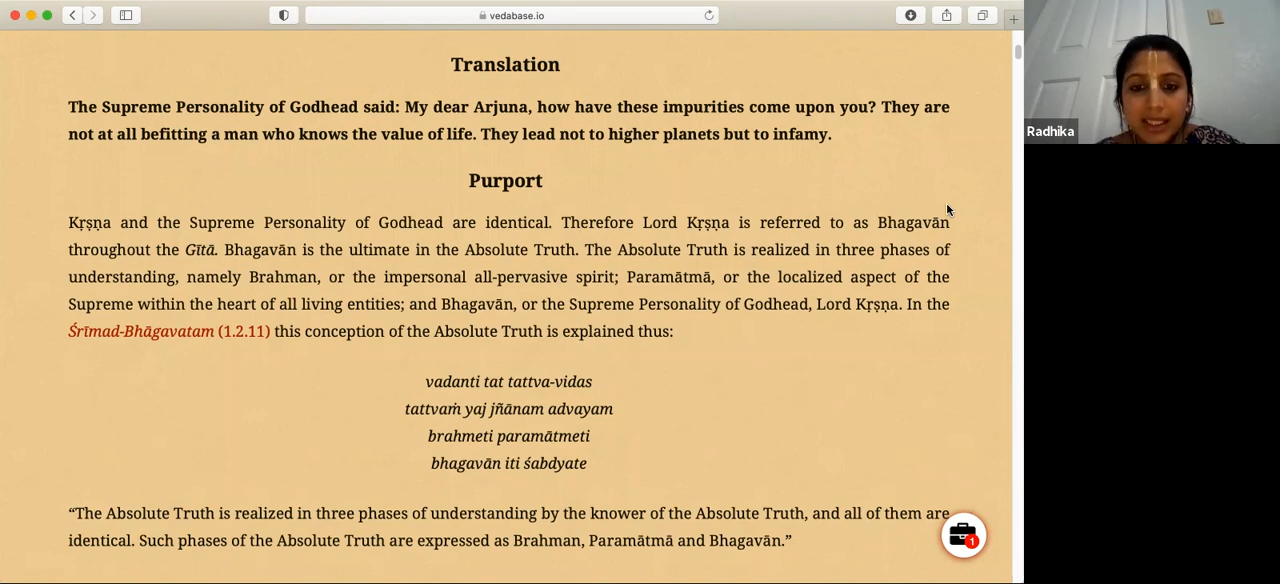 vedabase.io
Translation
The Supreme Personality of Godhead said: My dear Arjuna, how have these impurities come upon you? They are
not at all befitting a man who knows the value of life. They lead not to higher planets but to infamy.
Radhika
Purport
Kṛṣṇa and the Supreme Personality of Godhead are identical. Therefore Lord Kṛṣṇa is referred to as Bhagavān
throughout the Gītā. Bhagavān is the ultimate in the Absolute Truth. The Absolute Truth is realized in three phases of
understanding, namely Brahman, or the impersonal all-pervasive spirit; Paramātmā, or the localized aspect of the
Supreme within the heart of all living entities; and Bhagavān, or the Supreme Personality of Godhead, Lord Kṛṣṇa. In the
Śrīmad-Bhāgavatam (1.2.11) this conception of the Absolute Truth is explained thus:
vadanti tat tattva-vidas
tattvaṁ yaj jñānam advayam
brahmeti paramātmeti
bhagavān iti śabdyate
“The Absolute Truth is realized in three phases of understanding by the knower of the Absolute Truth, and all of them are
identical. Such phases of the Absolute Truth are expressed as Brahman, Paramātmā and Bhagavān.”
1